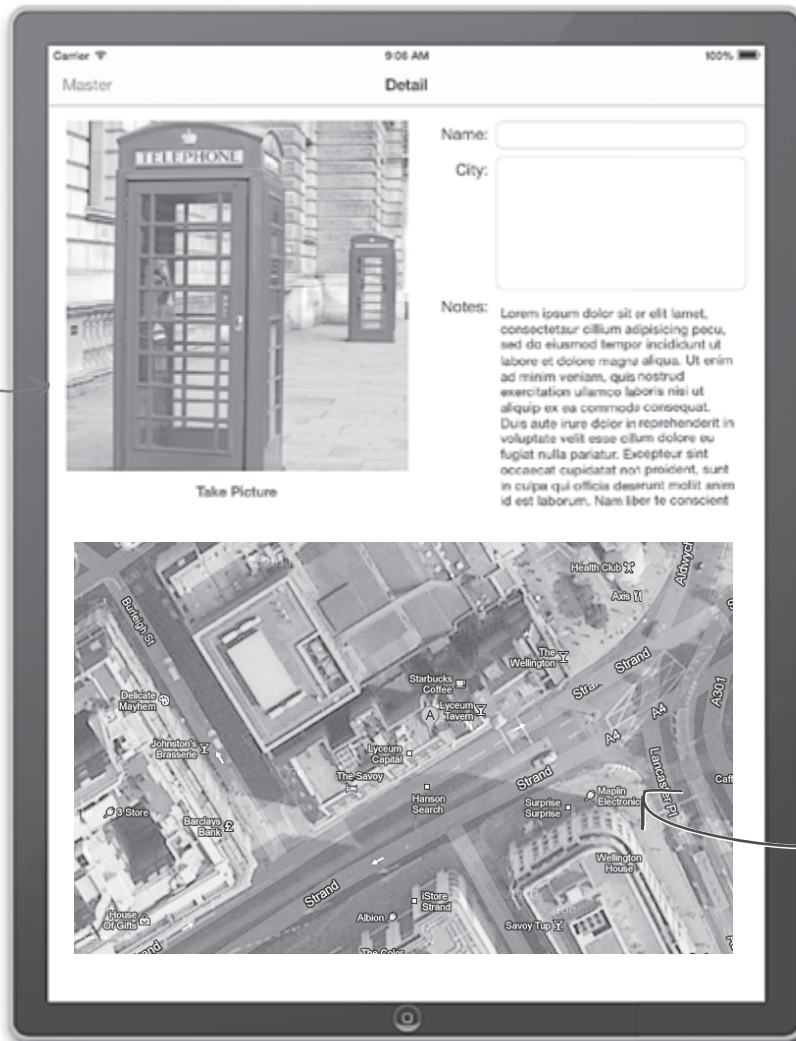 Carrier
9:06 AM
100%
Master
Detail
TELEPHONE
Take Picture
Name:
City:
Notes:
Lorem ipsum dolor sit er elit lamet,
consectetaur cillium adipisicing pecu,
sed do eiusmod tempor incididunt ut
labore et dolore magna aliqua. Ut enim
ad minim veniam, quis nostrud
exercitation ullamco laboris nisi ut
aliquip ex ea commodo consequat.
Duis aute irure dolor in reprehenderit in
voluptate velit esse cillum dolore eu
fugiat nulla pariatur. Excepteur sint
occaecat cupidatat non proident, sunt
in culpa qui officia deserunt mollit anim
id est laborum. Nam liber te conscient
Health Club
Aldwych
Axis
Burleigh St
The
Wellington
Strand
Starbucks
Coffee
A301
Delicate
Mayhem
Lyceum
Tavern
A
A4
A4
Johnston's
Brasserie
Lyceum
Capital
Lancaster Pl
The Savoy
Strand
Caff
Hanson
Search
Maplin
Electronic
3 Store
Surprise
Surprise
Barclays
Bank
Wellington
House
Strand
iStore
Strand
House
Of Gifts
Albion
Savoy Tup
The Color